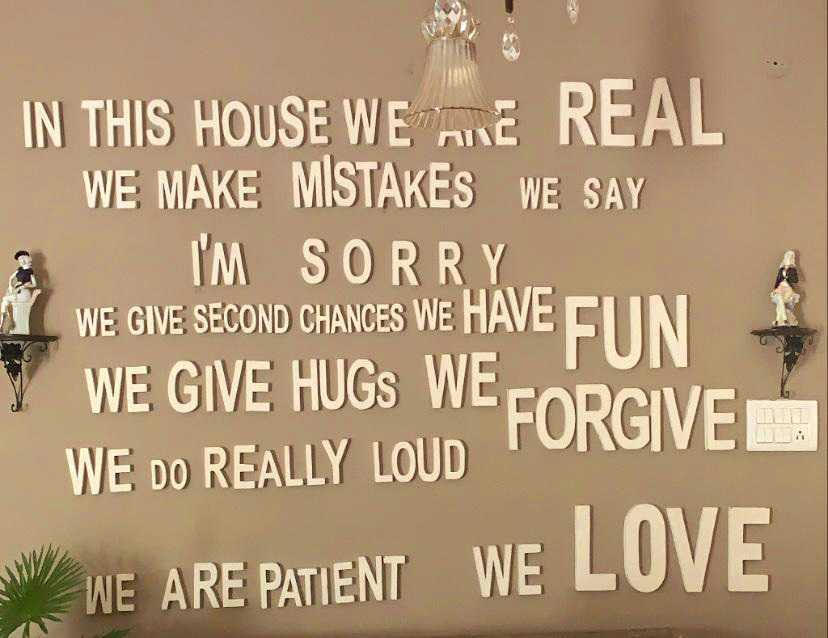 IN THIS HOUSE WE ARE REAL
WE MAKE MISTAKES WE SAY
I'M SORRY
WE GIVE SECOND CHANCES WE HAVE FUN
WE GIVE HUGS WE FORGIVE
WE DO REALLY LOUD
WE ARE PATIENT WE LOVE